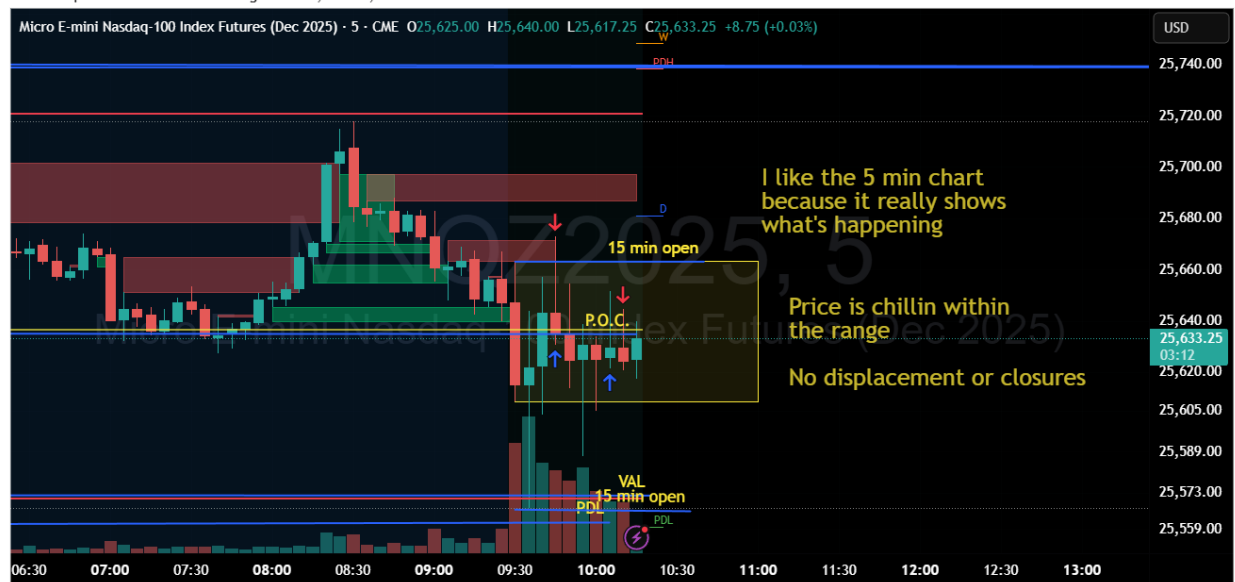 Micro E-mini Nasdaq-100 Index Futures (Dec 2025) · 5 · CME O25,625.00 H25,640.00 L25,617.25 C25,633.25 +8.75 (+0.03%)
USD
W
PDH
25,740.00
25,720.00
25,700.00
25,680.00
25,660.00
25,640.00
25,633.25
03:12
25,620.00
25,605.00
25,589.00
25,573.00
25,559.00
I like the 5 min chart
because it really shows
what's happening
D
15 min open
MNQZ2025, 5
Price is chillin within
the range
P.O.C.
Micro E-mini Nasdaq-100 Index Futures (Dec 2025)
No displacement or closures
VAL
15 min open
PDL
PDL
06:30 07:00 07:30 08:00 08:30 09:00 09:30 10:00 10:30 11:00 11:30 12:00 12:30 13:00